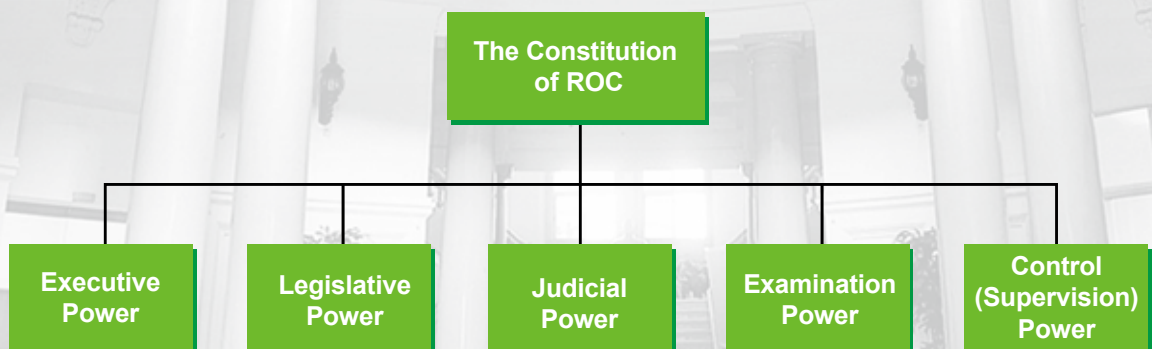 The Constitution
of ROC
Executive
Power
Legislative
Power
Judicial
Power
Examination
Power
Control
(Supervision)
Power